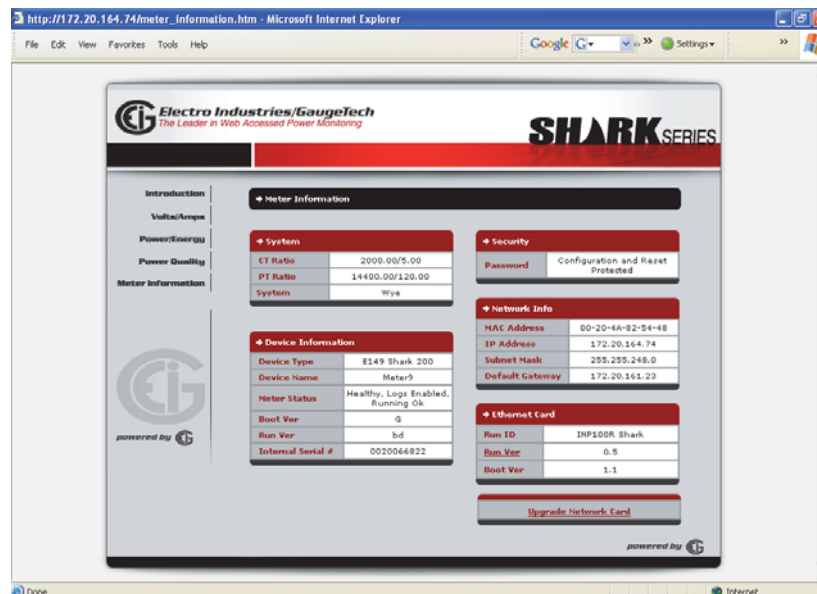 http://172.20.164.74/meter_information.htm - Microsoft Internet Explorer
File Edit View Favorites Tools Help
Google G Settings
EIG
Electro Industries/GaugeTech
The Leader in Web Accessed Power Monitoring
SHARK SERIES
Introduction
Volts/Amps
Power/Energy
Power Quality
Meter Information
powered by EIG
Meter Information
System
CT Ratio 2000.00/5.00
PT Ratio 14400.00/120.00
System Wye
Device Information
Device Type E149 Shark 200
Device Name Meter9
Meter Status Healthy, Logs Enabled,
Running Ok
Boot Ver G
Run Ver bd
Internal Serial # 0020066822
Security
Password Configuration and Reset
Protected
Network Info
MAC Address 00-20-4A-82-54-48
IP Address 172.20.164.74
Subnet Mask 255.255.248.0
Default Gateway 172.20.161.23
Ethernet Card
Run ID INP100R Shark
Run Ver 0.5
Boot Ver 1.1
Upgrade Network Card
powered by EIG
Done Internet